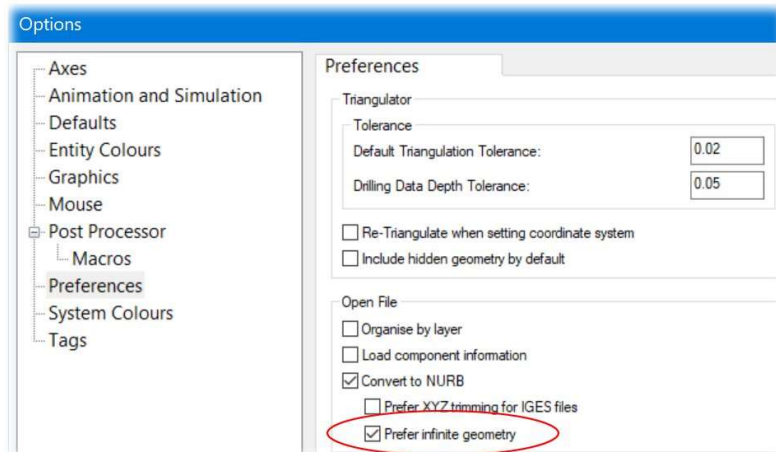 Options
Axes
Animation and Simulation
Defaults
Entity Colours
Graphics
Mouse
Post Processor
Macros
Preferences
System Colours
Tags
Preferences
Triangulator
Tolerance
Default Triangulation Tolerance: 0.02
Drilling Data Depth Tolerance: 0.05
Re-Triangulate when setting coordinate system
Include hidden geometry by default
Open File
Organise by layer
Load component information
Convert to NURB
Prefer XYZ trimming for IGES files
Prefer infinite geometry